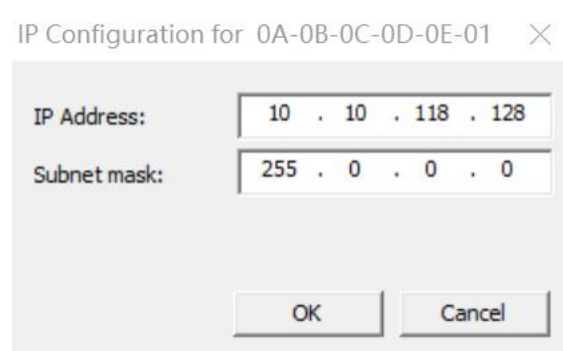 IP Configuration for 0A-0B-0C-0D-0E-01
IP Address: 10 . 10 . 118 . 128
Subnet mask: 255 . 0 . 0 . 0
OK Cancel